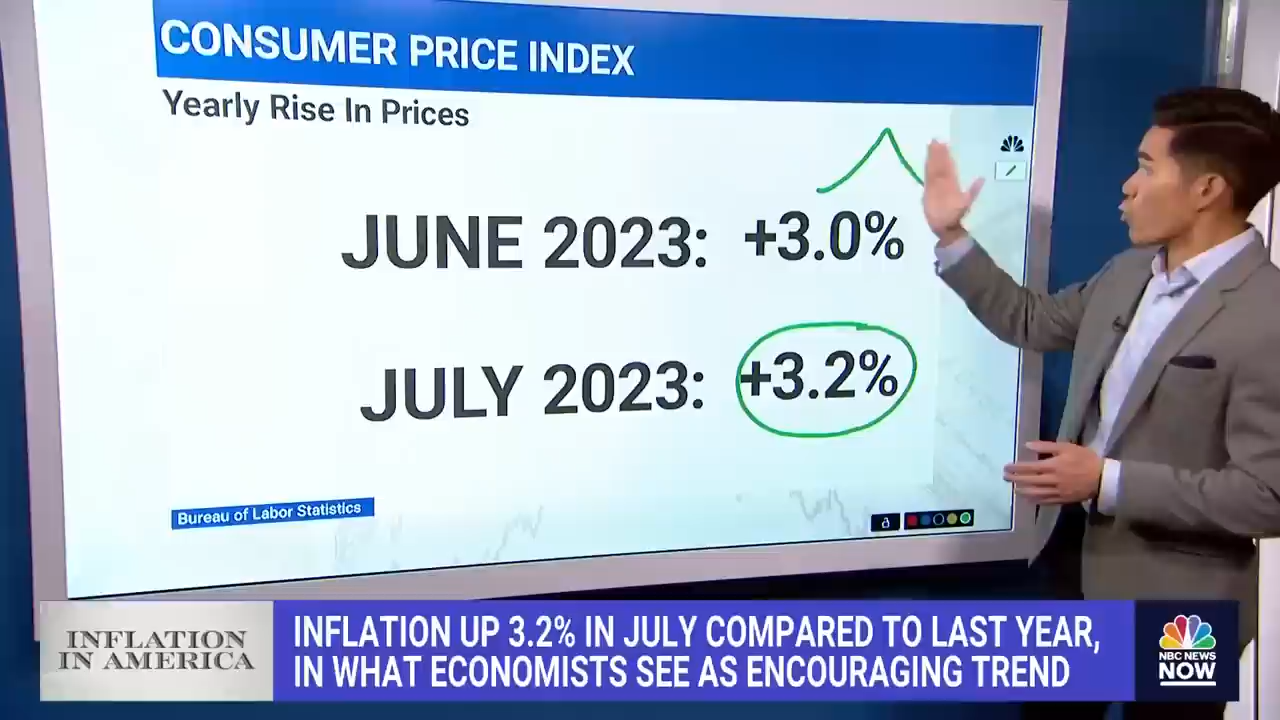 CONSUMER PRICE INDEX
Yearly Rise In Prices
JUNE 2023: +3.0%
JULY 2023: +3.2%
Bureau of Labor Statistics
a
INFLATION
IN AMERICA
INFLATION UP 3.2% IN JULY COMPARED TO LAST YEAR,
IN WHAT ECONOMISTS SEE AS ENCOURAGING TREND
NBC NEWS
NOW